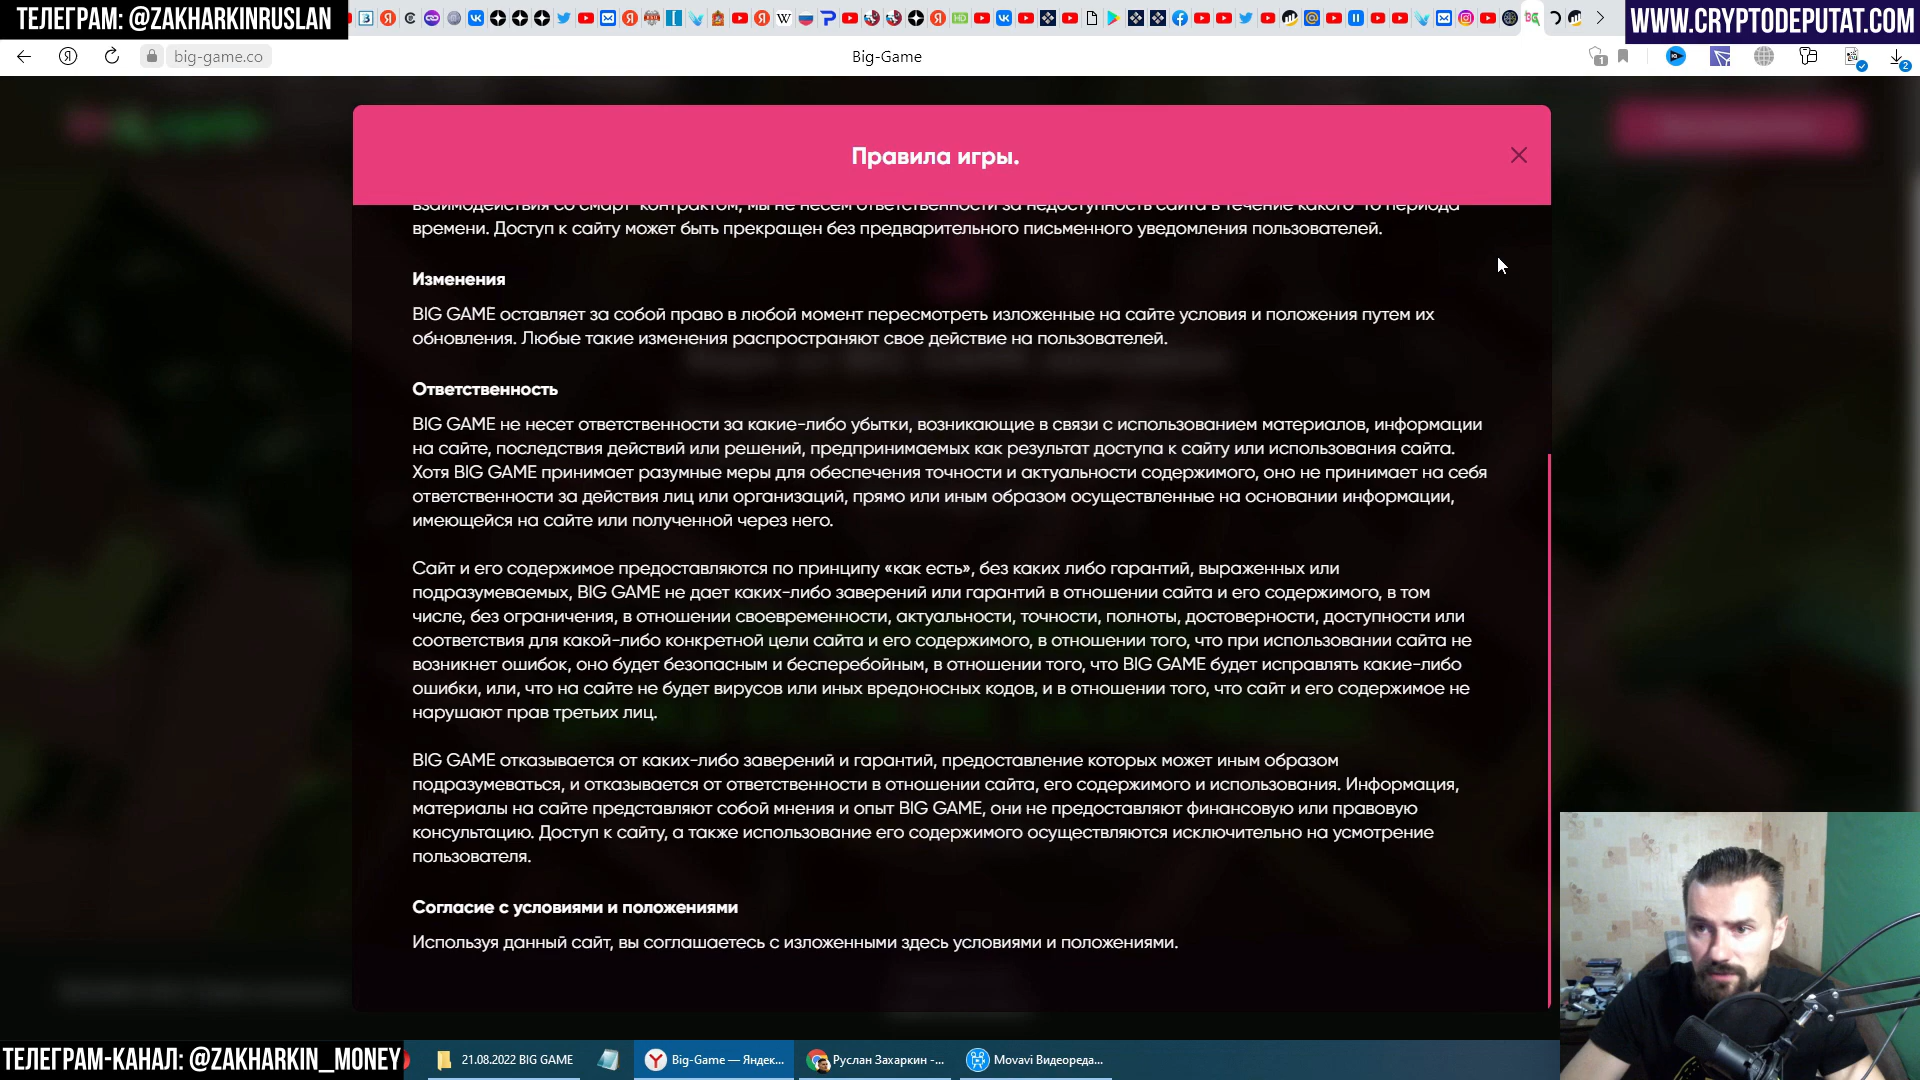 ТЕЛЕГРАМ: @ZAKHARKINRUSLAN
WWW.CRYPTODEPUTAT.COM
big-game.co
Big-Game
Правила игры.
взаимодействия со смарт-контрактом, мы не несем ответственности за недоступность сайта в течение какого-то периода
времени. Доступ к сайту может быть прекращен без предварительного письменного уведомления пользователей.
Изменения
BIG GAME оставляет за собой право в любой момент пересмотреть изложенные на сайте условия и положения путем их
обновления. Любые такие изменения распространяют свое действие на пользователей.
Ответственность
BIG GAME не несет ответственности за какие-либо убытки, возникающие в связи с использованием материалов, информации
на сайте, последствия действий или решений, предпринимаемых как результат доступа к сайту или использования сайта.
Хотя BIG GAME принимает разумные меры для обеспечения точности и актуальности содержимого, оно не принимает на себя
ответственности за действия лиц или организаций, прямо или иным образом осуществленные на основании информации,
имеющейся на сайте или полученной через него.
Сайт и его содержимое предоставляются по принципу «как есть», без каких либо гарантий, выраженных или
подразумеваемых, BIG GAME не дает каких-либо заверений или гарантий в отношении сайта и его содержимого, в том
числе, без ограничения, в отношении своевременности, актуальности, точности, полноты, достоверности, доступности или
соответствия для какой-либо конкретной цели сайта и его содержимого, в отношении того, что при использовании сайта не
возникнет ошибок, оно будет безопасным и бесперебойным, в отношении того, что BIG GAME будет исправлять какие-либо
ошибки, или, что на сайте не будет вирусов или иных вредоносных кодов, и в отношении того, что сайт и его содержимое не
нарушают прав третьих лиц.
BIG GAME отказывается от каких-либо заверений и гарантий, предоставление которых может иным образом
подразумеваться, и отказывается от ответственности в отношении сайта, его содержимого и использования. Информация,
материалы на сайте представляют собой мнения и опыт BIG GAME, они не предоставляют финансовую или правовую
консультацию. Доступ к сайту, а также использование его содержимого осуществляются исключительно на усмотрение
пользователя.
Согласие с условиями и положениями
Используя данный сайт, вы соглашаетесь с изложенными здесь условиями и положениями.
ТЕЛЕГРАМ-КАНАЛ: @ZAKHARKIN_MONEY
21.08.2022 BIG GAME
Big-Game — Яндек...
Руслан Захаркин -...
Movavi Видеореда...